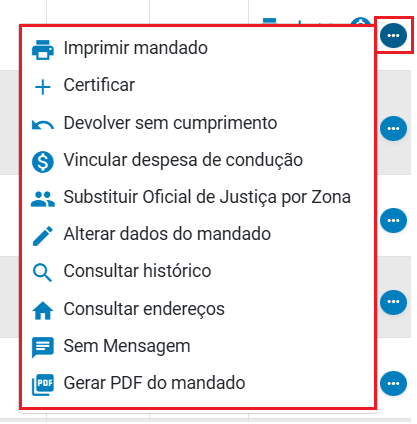 Imprimir mandado
Certificar
Devolver sem cumprimento
Vincular despesa de condução
Substituir Oficial de Justiça por Zona
Alterar dados do mandado
Consultar histórico
Consultar endereços
Sem Mensagem
PDF Gerar PDF do mandado